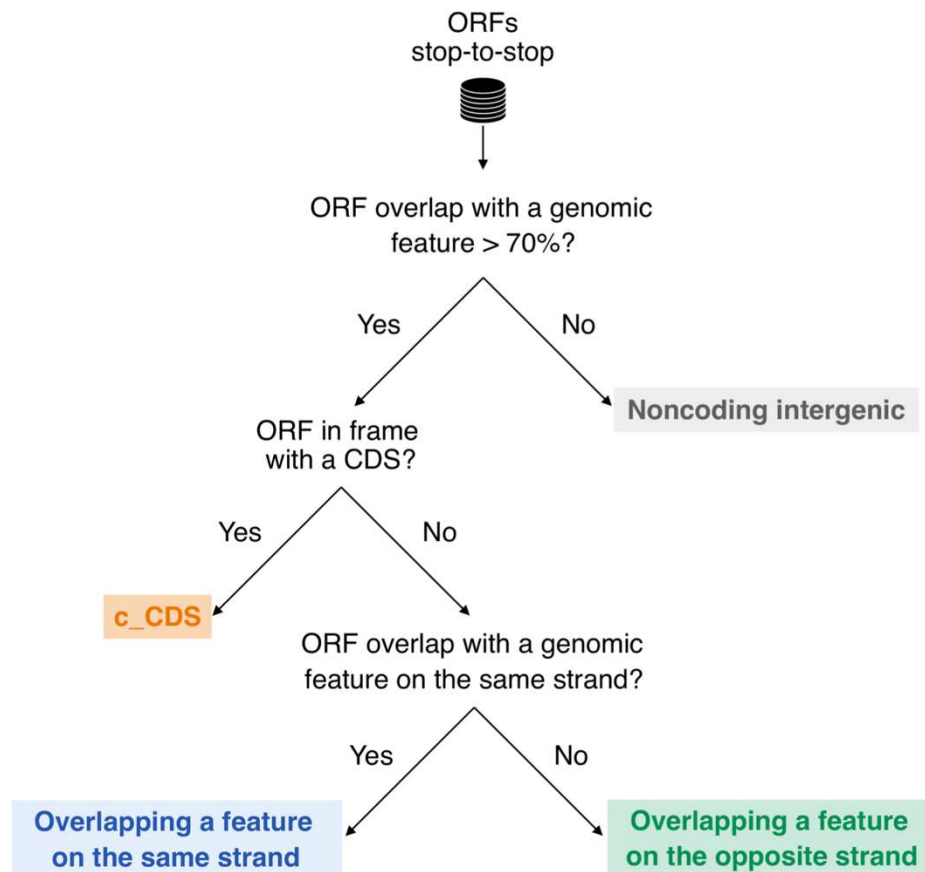 ORFs
stop-to-stop
ORF overlap with a genomic
feature > 70%?
Yes
No
Noncoding intergenic
ORF in frame
with a CDS?
Yes
No
c_CDS
ORF overlap with a genomic
feature on the same strand?
Yes
No
Overlapping a feature
on the same strand
Overlapping a feature
on the opposite strand